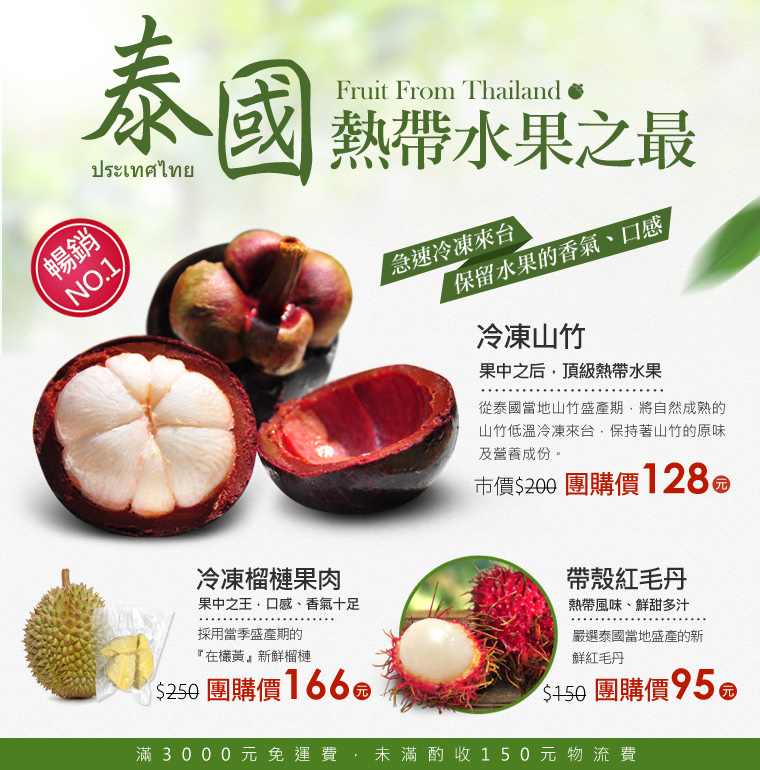 泰國
ประเทศไทย
Fruit From Thailand
熱帶水果之最
暢銷
NO.1
急速冷凍來台
保留水果的香氣、口感
冷凍山竹
果中之后，頂級熱帶水果
從泰國當地山竹盛產期，將自然成熟的
山竹低溫冷凍來台，保持著山竹的原味
及營養成份。
市價$200 團購價128元
冷凍榴槤果肉
果中之王，口感、香氣十足
採用當季盛產期的
『在欉黃』新鮮榴槤
$250 團購價166元
帶殼紅毛丹
熱帶風味、鮮甜多汁
嚴選泰國當地盛產的新
鮮紅毛丹
$150 團購價95元
滿3000元免運費．未滿酌收150元物流費